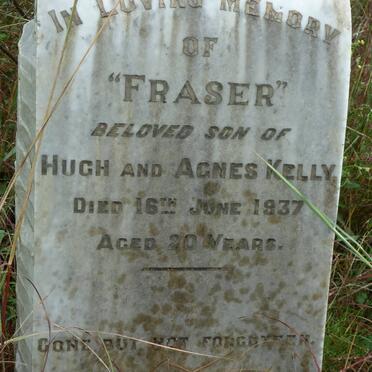 In Loving Memory
OF
"Fraser"
BELOVED SON OF
Hugh and Agnes Kelly,
Died 16th June 1937
Aged 20 Years.
Gone but not forgotten.